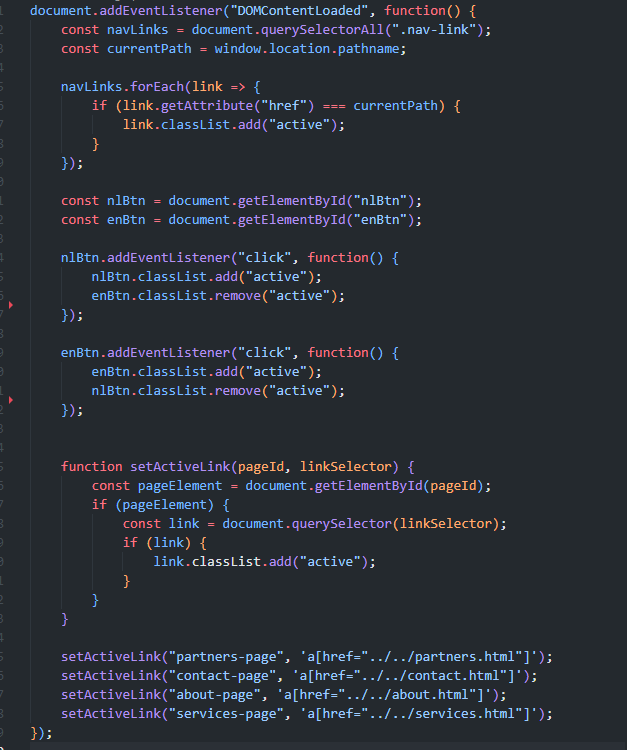 document.addEventListener("DOMContentLoaded", function() {
    const navLinks = document.querySelectorAll(".nav-link");
    const currentPath = window.location.pathname;

    navLinks.forEach(link => {
        if (link.getAttribute("href") === currentPath) {
            link.classList.add("active");
        }
    });

    const nlBtn = document.getElementById("nlBtn");
    const enBtn = document.getElementById("enBtn");

    nlBtn.addEventListener("click", function() {
        nlBtn.classList.add("active");
        enBtn.classList.remove("active");
    });

    enBtn.addEventListener("click", function() {
        enBtn.classList.add("active");
        nlBtn.classList.remove("active");
    });


    function setActiveLink(pageId, linkSelector) {
        const pageElement = document.getElementById(pageId);
        if (pageElement) {
            const link = document.querySelector(linkSelector);
            if (link) {
                link.classList.add("active");
            }
        }
    }

    setActiveLink("partners-page", 'a[href="../../partners.html"]');
    setActiveLink("contact-page", 'a[href="../../contact.html"]');
    setActiveLink("about-page", 'a[href="../../about.html"]');
    setActiveLink("services-page", 'a[href="../../services.html"]');
});